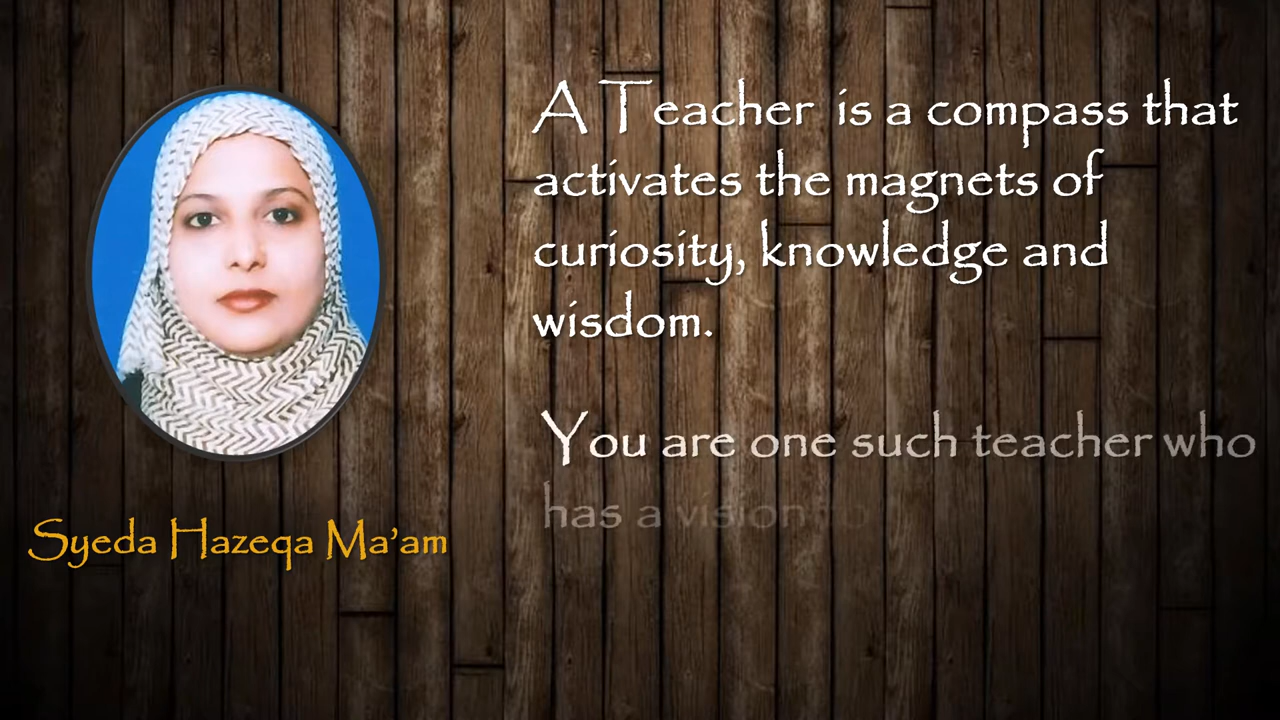 A Teacher is a compass that
activates the magnets of
curiosity, knowledge and
wisdom.
You are one such teacher who
has a vision
Syeda Hazeqa Ma'am